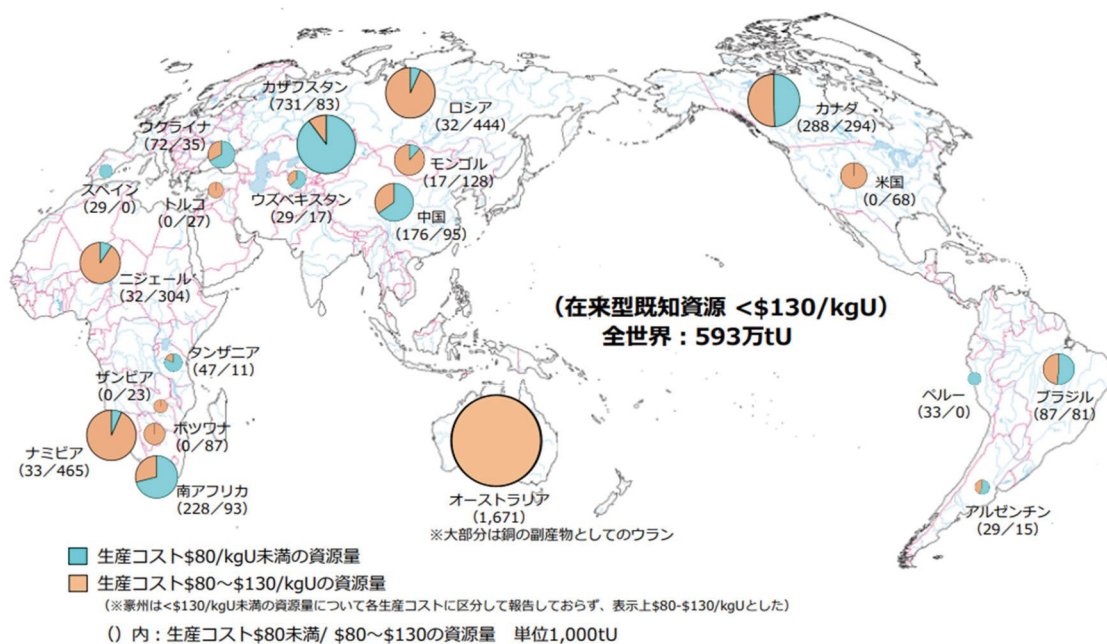 カザフスタン
(731／83)
ロシア
(32／444)
カナダ
(288／294)
ウクライナ
(72／35)
モンゴル
(17／128)
米国
(0／68)
スペイン
(29／0)
トルコ
(0／27)
ウズベキスタン
(29／17)
中国
(176／95)
ニジェール
(32／304)
（在来型既知資源 <$130/kgU）
全世界：593万tU
タンザニア
(47／11)
ザンビア
(0／23)
ペルー
(33／0)
ブラジル
(87／81)
ボツワナ
(0／87)
ナミビア
(33／465)
南アフリカ
(228／93)
オーストラリア
(1,671)
※大部分は銅の副産物としてのウラン
アルゼンチン
(29／15)
生産コスト$80/kgU未満の資源量
生産コスト$80～$130/kgUの資源量
（※豪州は<$130/kgU未満の資源量について各生産コストに区分して報告しておらず、表示上$80-$130/kgUとした）
（）内：生産コスト$80未満/ $80～$130の資源量　単位1,000tU